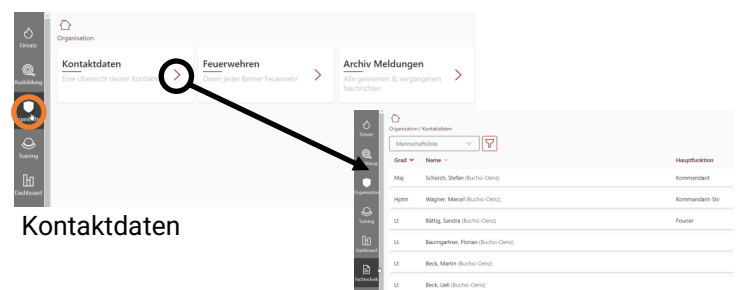 Einsatz
Ausbildung
Organisation
Training
Dashboard
Organisation
Kontaktdaten
Eine Übersicht deiner Kontakte
Feuerwehren
Daten jeder Berner Feuerwehr
Archiv Meldungen
Alle gelesenen & vergangenen
Nachrichten
Kontaktdaten
Einsatz
Organisation
Training
Dashboard
Fachtechnik
Organisation / Kontaktdaten
Mannschaftsliste
Grad Name Hauptfunktion
Maj Schürch, Stefan (Buchsi-Oenz) Kommandant
Hptm Wagner, Marcel (Buchsi-Oenz) Kommandant-Stv
Lt Bättig, Sandra (Buchsi-Oenz) Fourier
Lt Baumgartner, Florian (Buchsi-Oenz)
Lt Beck, Martin (Buchsi-Oenz)
Lt Beck, Ueli (Buchsi-Oenz)